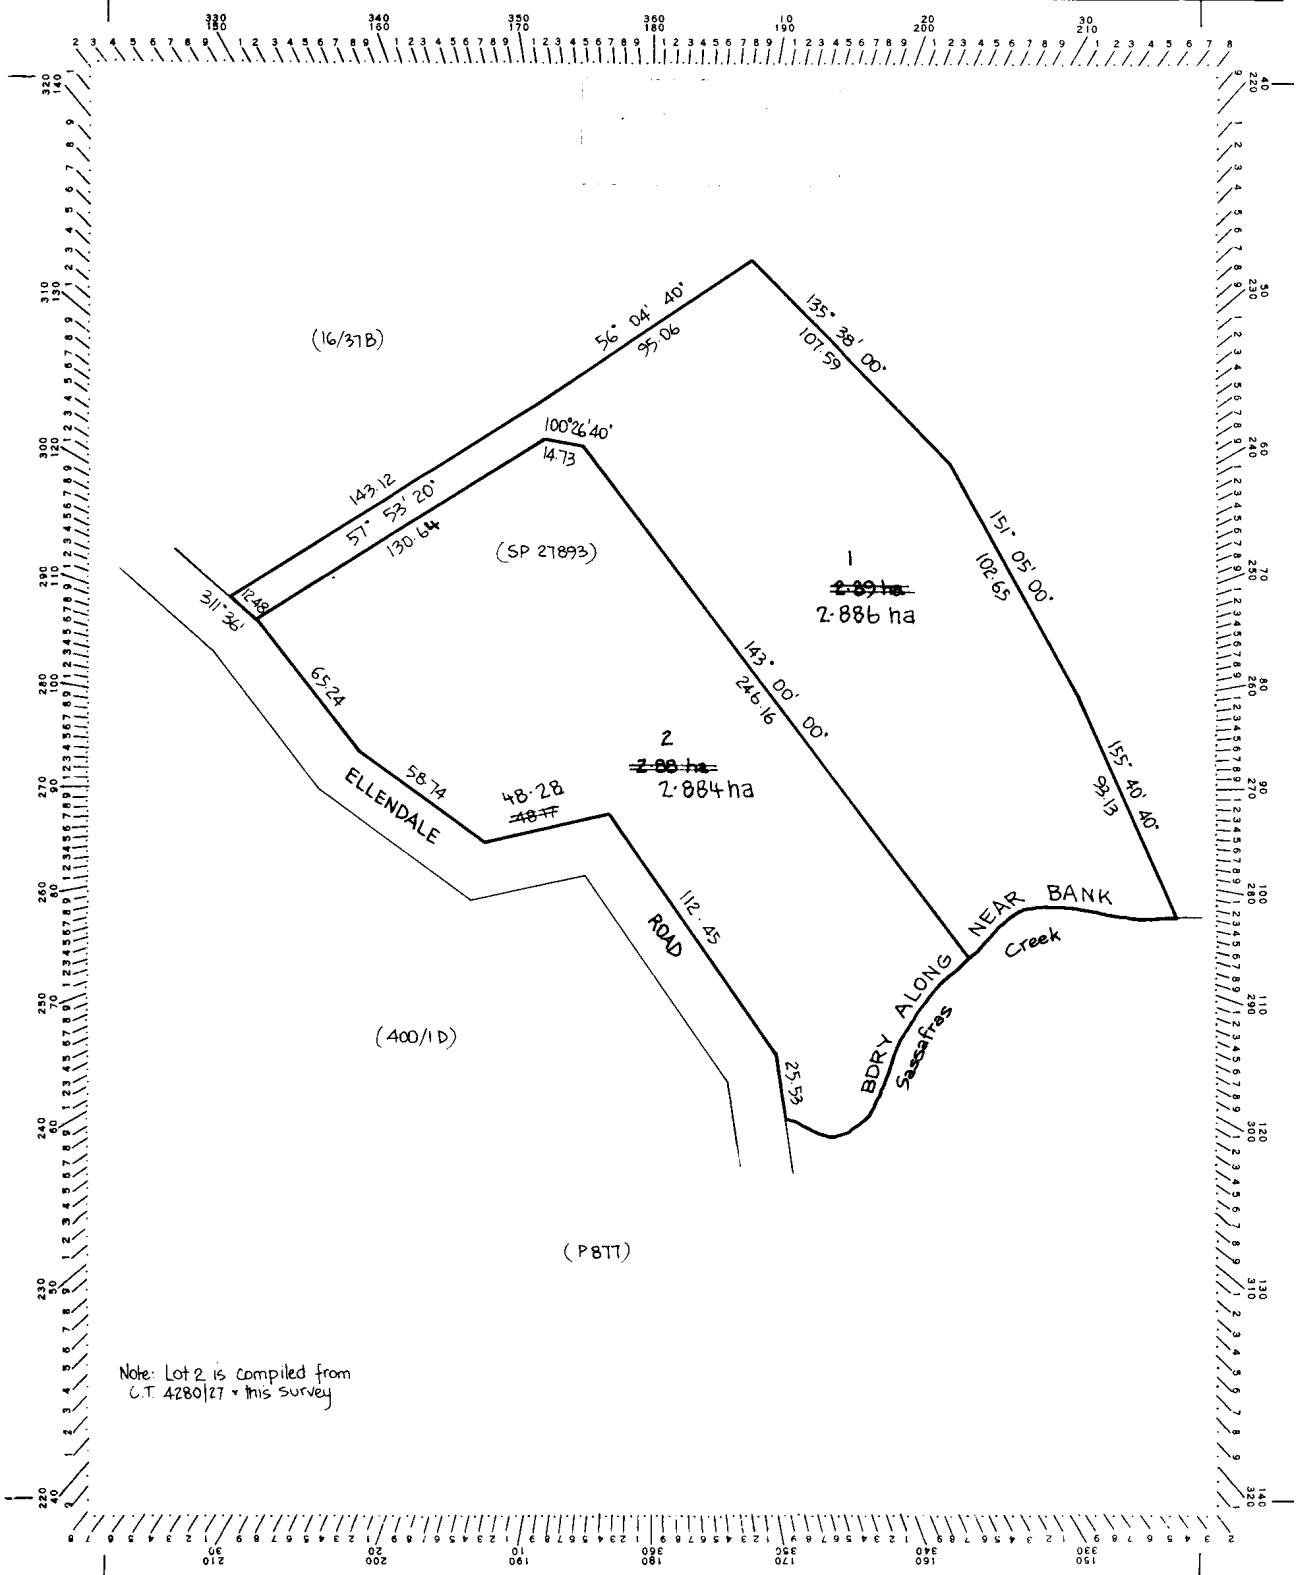 (16/37B)
56° 04' 40"
95.06
135° 38' 00"
107.59
100°26'40"
14.73
143.12
57° 53' 20"
130.64
(SP 27893)
151° 05' 00"
102.65
1
2.89 ha
2.886 ha
12.48
311°36'
65.24
143° 00' 00"
246.16
2
2.88 ha
2.884 ha
155° 40' 40"
99.13
58.74
48.28
48.17
ELLENDALE
ROAD
112.45
NEAR BANK
Creek
BDRY ALONG
Sassafras
(400/1D)
25.53
(P877)
Note: Lot 2 is compiled from
C.T. 4280/27 & this survey